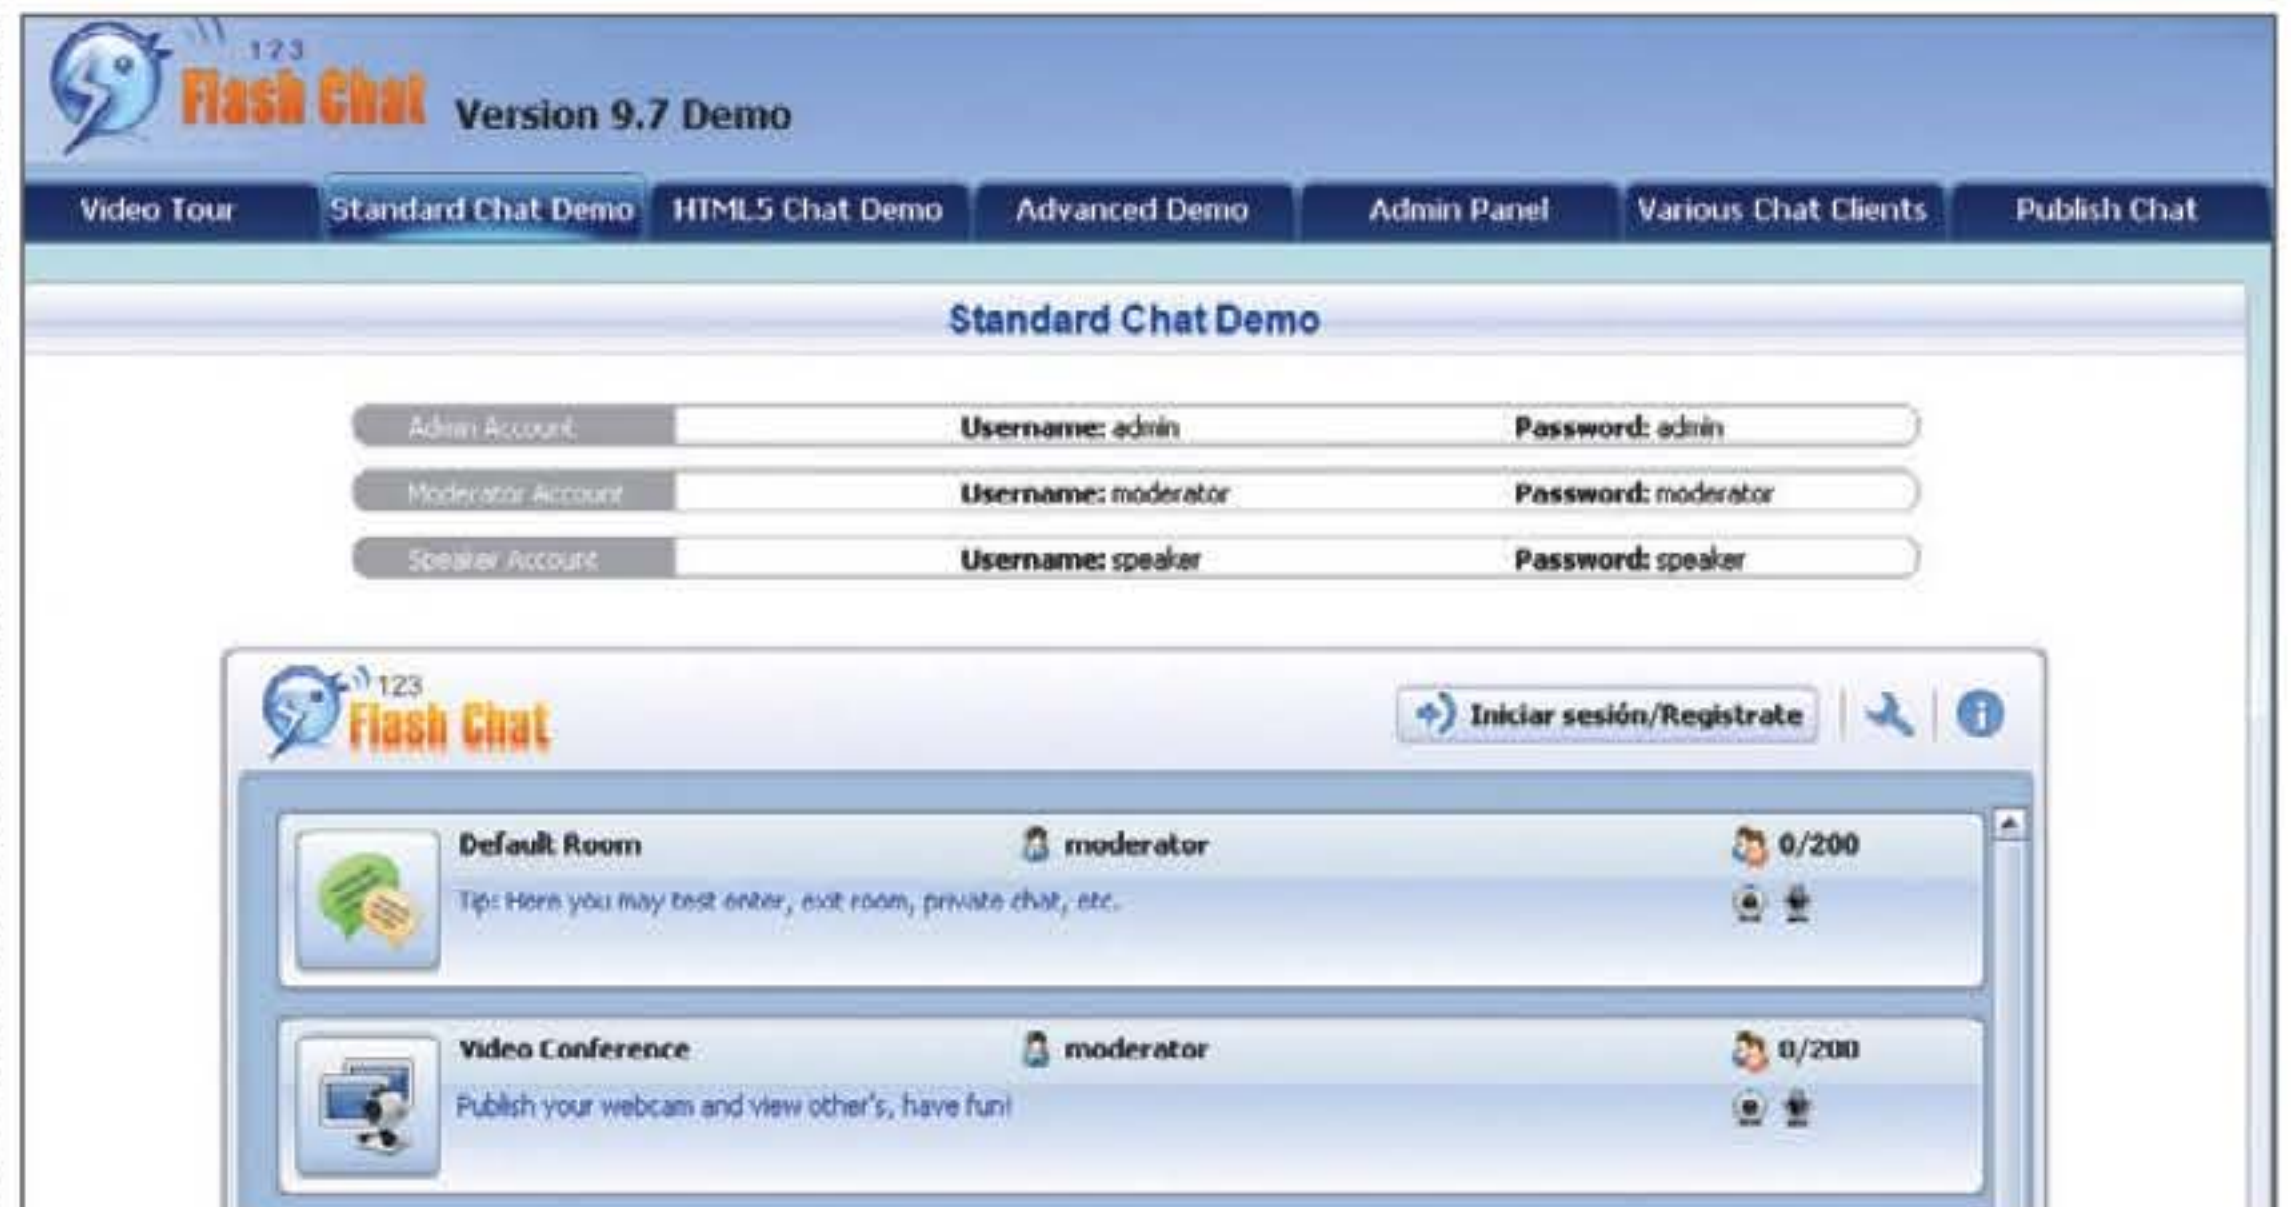 123
Flash Chat Version 9.7 Demo
Video Tour Standard Chat Demo HTML5 Chat Demo Advanced Demo Admin Panel Various Chat Clients Publish Chat
Standard Chat Demo
Admin Account Username: admin Password: admin
Moderator Account Username: moderator Password: moderator
Speaker Account Username: speaker Password: speaker
123
Flash Chat Iniciar sesión/Registrate
Default Room moderator 0/200
Tip: Here you may test enter, exit room, private chat, etc.
Video Conference moderator 0/200
Publish your webcam and view other's, have fun!